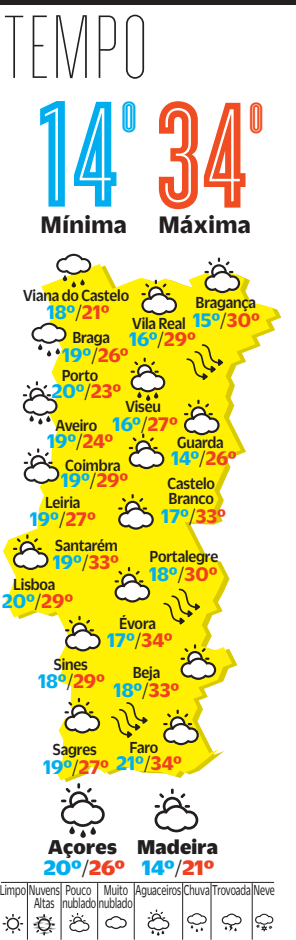 TEMPO
14º 34º
Mínima Máxima
Viana do Castelo
18º/21º
Bragança
15º/30º
Vila Real
16º/29º
Braga
19º/26º
Porto
20º/23º
Viseu
16º/27º
Aveiro
19º/24º
Guarda
14º/26º
Coimbra
19º/29º
Castelo
Branco
17º/33º
Leiria
19º/27º
Santarém
19º/33º
Portalegre
18º/30º
Lisboa
20º/29º
Évora
17º/34º
Sines
18º/29º
Beja
18º/33º
Sagres
19º/27º
Faro
21º/34º
Açores
20º/26º
Madeira
14º/21º
Limpo
Nuvens
Altas
Pouco
nublado
Muito
nublado
Aguaceiros
Chuva
Trovoada
Neve